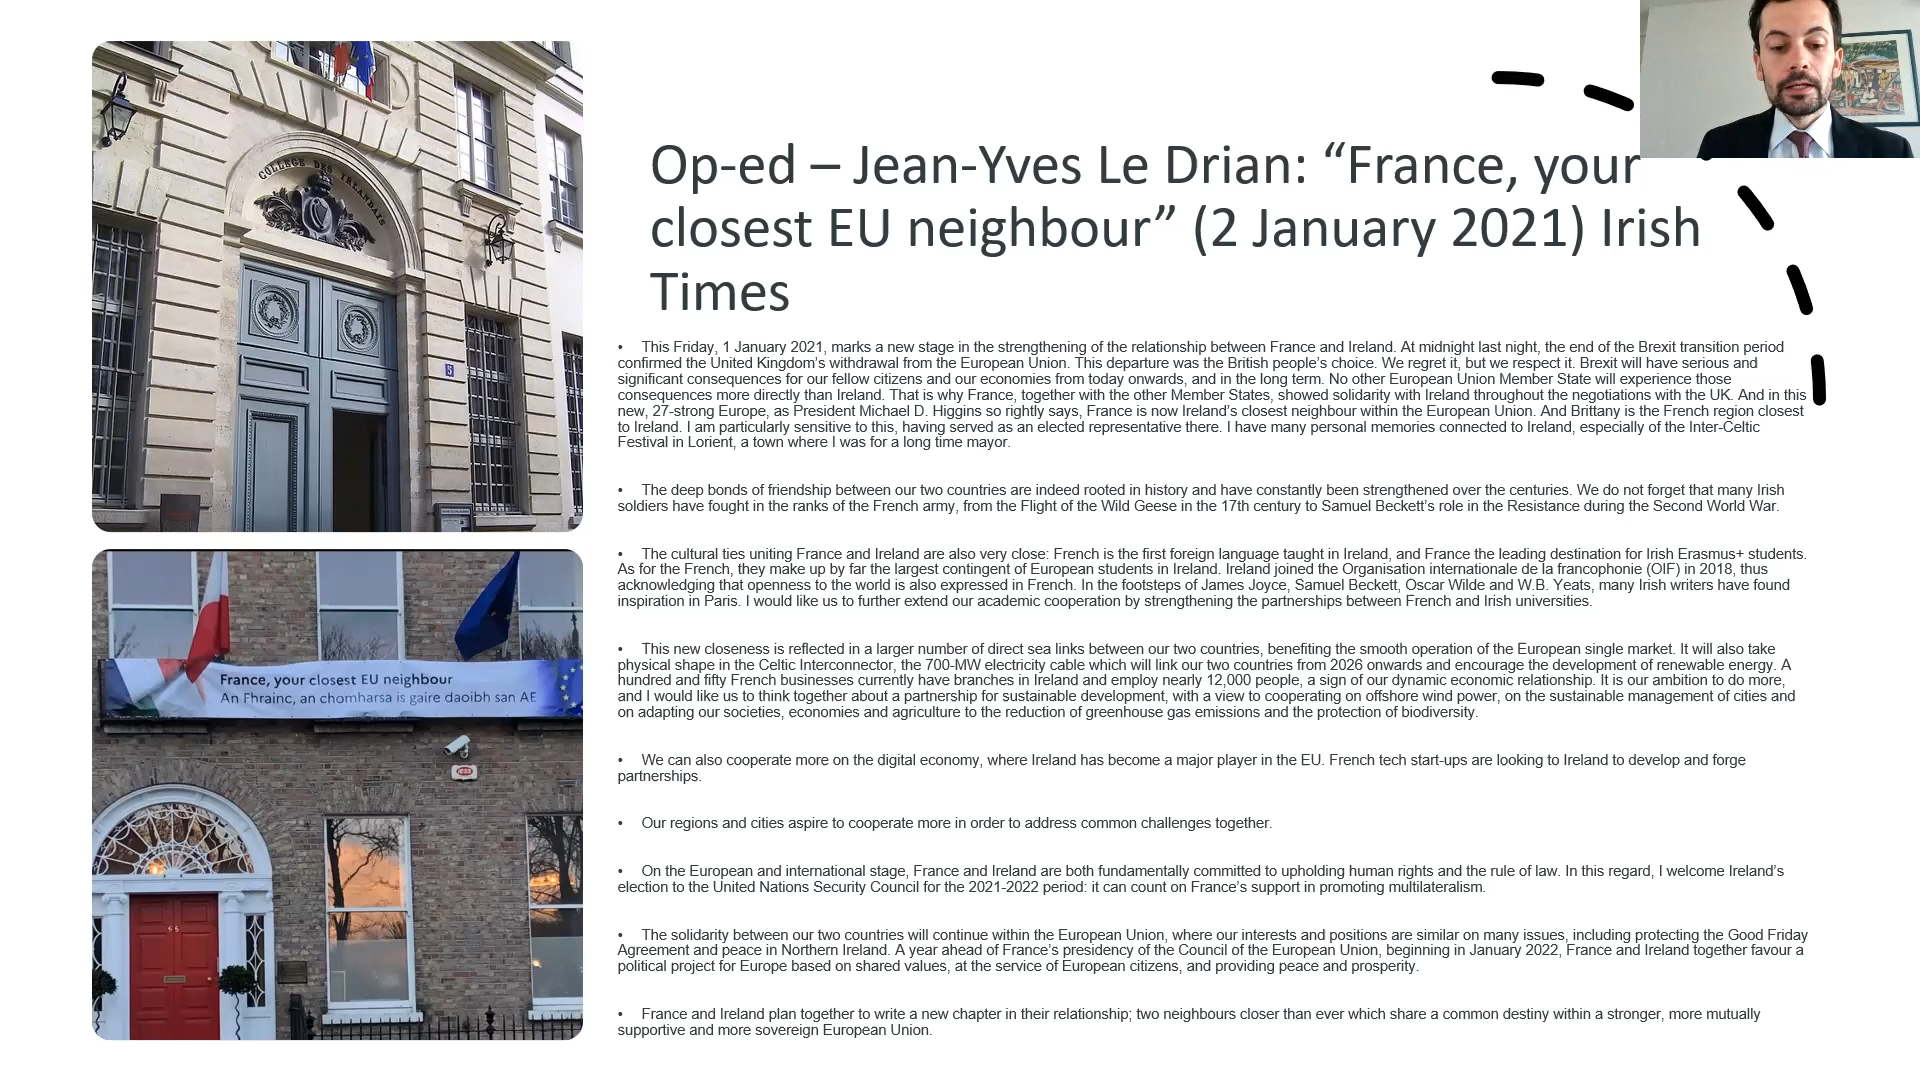 COLLEGE DES IRLANDAIS
5
France, your closest EU neighbour
An Fhrainc, an chomharsa is gaire daoibh san AE
Op-ed – Jean-Yves Le Drian: “France, your
closest EU neighbour” (2 January 2021) Irish
Times
• This Friday, 1 January 2021, marks a new stage in the strengthening of the relationship between France and Ireland. At midnight last night, the end of the Brexit transition period
confirmed the United Kingdom’s withdrawal from the European Union. This departure was the British people’s choice. We regret it, but we respect it. Brexit will have serious and
significant consequences for our fellow citizens and our economies from today onwards, and in the long term. No other European Union Member State will experience those
consequences more directly than Ireland. That is why France, together with the other Member States, showed solidarity with Ireland throughout the negotiations with the UK. And in this
new, 27-strong Europe, as President Michael D. Higgins so rightly says, France is now Ireland’s closest neighbour within the European Union. And Brittany is the French region closest
to Ireland. I am particularly sensitive to this, having served as an elected representative there. I have many personal memories connected to Ireland, especially of the Inter-Celtic
Festival in Lorient, a town where I was for a long time mayor.
• The deep bonds of friendship between our two countries are indeed rooted in history and have constantly been strengthened over the centuries. We do not forget that many Irish
soldiers have fought in the ranks of the French army, from the Flight of the Wild Geese in the 17th century to Samuel Beckett’s role in the Resistance during the Second World War.
• The cultural ties uniting France and Ireland are also very close: French is the first foreign language taught in Ireland, and France the leading destination for Irish Erasmus+ students.
As for the French, they make up by far the largest contingent of European students in Ireland. Ireland joined the Organisation internationale de la francophonie (OIF) in 2018, thus
acknowledging that openness to the world is also expressed in French. In the footsteps of James Joyce, Samuel Beckett, Oscar Wilde and W.B. Yeats, many Irish writers have found
inspiration in Paris. I would like us to further extend our academic cooperation by strengthening the partnerships between French and Irish universities.
• This new closeness is reflected in a larger number of direct sea links between our two countries, benefiting the smooth operation of the European single market. It will also take
physical shape in the Celtic Interconnector, the 700-MW electricity cable which will link our two countries from 2026 onwards and encourage the development of renewable energy. A
hundred and fifty French businesses currently have branches in Ireland and employ nearly 12,000 people, a sign of our dynamic economic relationship. It is our ambition to do more,
and I would like us to think together about a partnership for sustainable development, with a view to cooperating on offshore wind power, on the sustainable management of cities and
on adapting our societies, economies and agriculture to the reduction of greenhouse gas emissions and the protection of biodiversity.
• We can also cooperate more on the digital economy, where Ireland has become a major player in the EU. French tech start-ups are looking to Ireland to develop and forge
partnerships.
• Our regions and cities aspire to cooperate more in order to address common challenges together.
• On the European and international stage, France and Ireland are both fundamentally committed to upholding human rights and the rule of law. In this regard, I welcome Ireland’s
election to the United Nations Security Council for the 2021-2022 period: it can count on France’s support in promoting multilateralism.
• The solidarity between our two countries will continue within the European Union, where our interests and positions are similar on many issues, including protecting the Good Friday
Agreement and peace in Northern Ireland. A year ahead of France’s presidency of the Council of the European Union, beginning in January 2022, France and Ireland together favour a
political project for Europe based on shared values, at the service of European citizens, and providing peace and prosperity.
• France and Ireland plan together to write a new chapter in their relationship; two neighbours closer than ever which share a common destiny within a stronger, more mutually
supportive and more sovereign European Union.